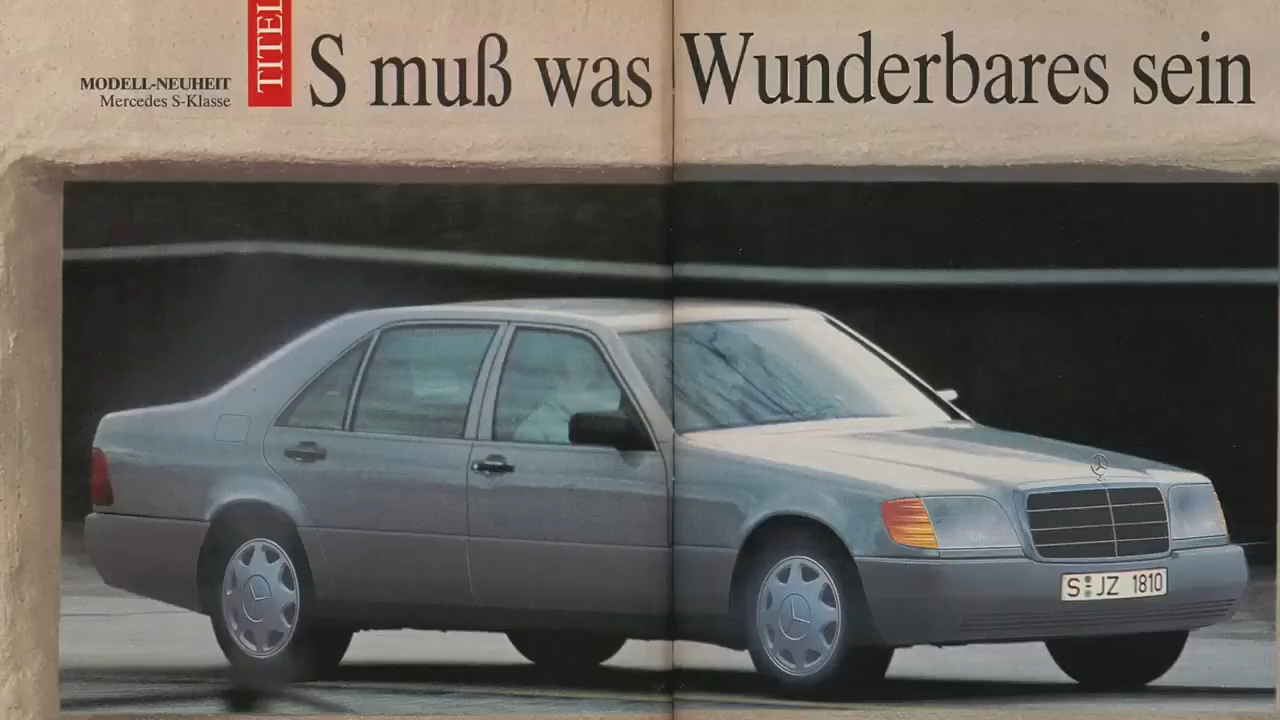 TITEL
S muß was Wunderbares sein
MODELL-NEUHEIT
Mercedes S-Klasse
S JZ 1810